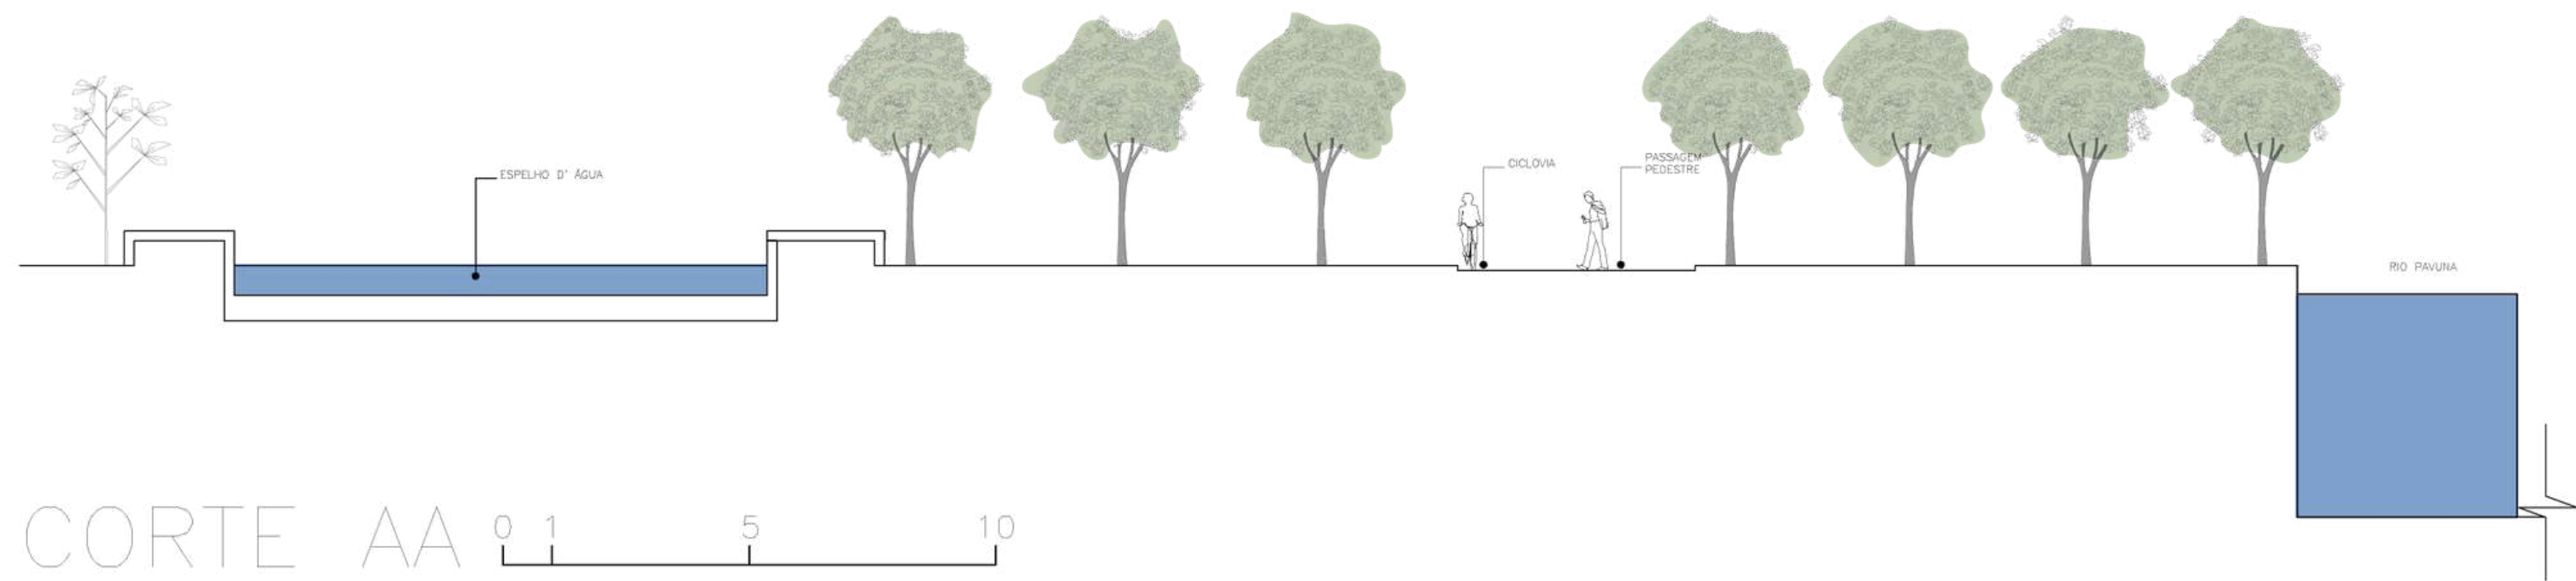 ESPELHO D' ÁGUA
CICLOVIA
PASSAGEM
PEDESTRE
RIO PAVUNA
CORTE AA
0 1 5 10